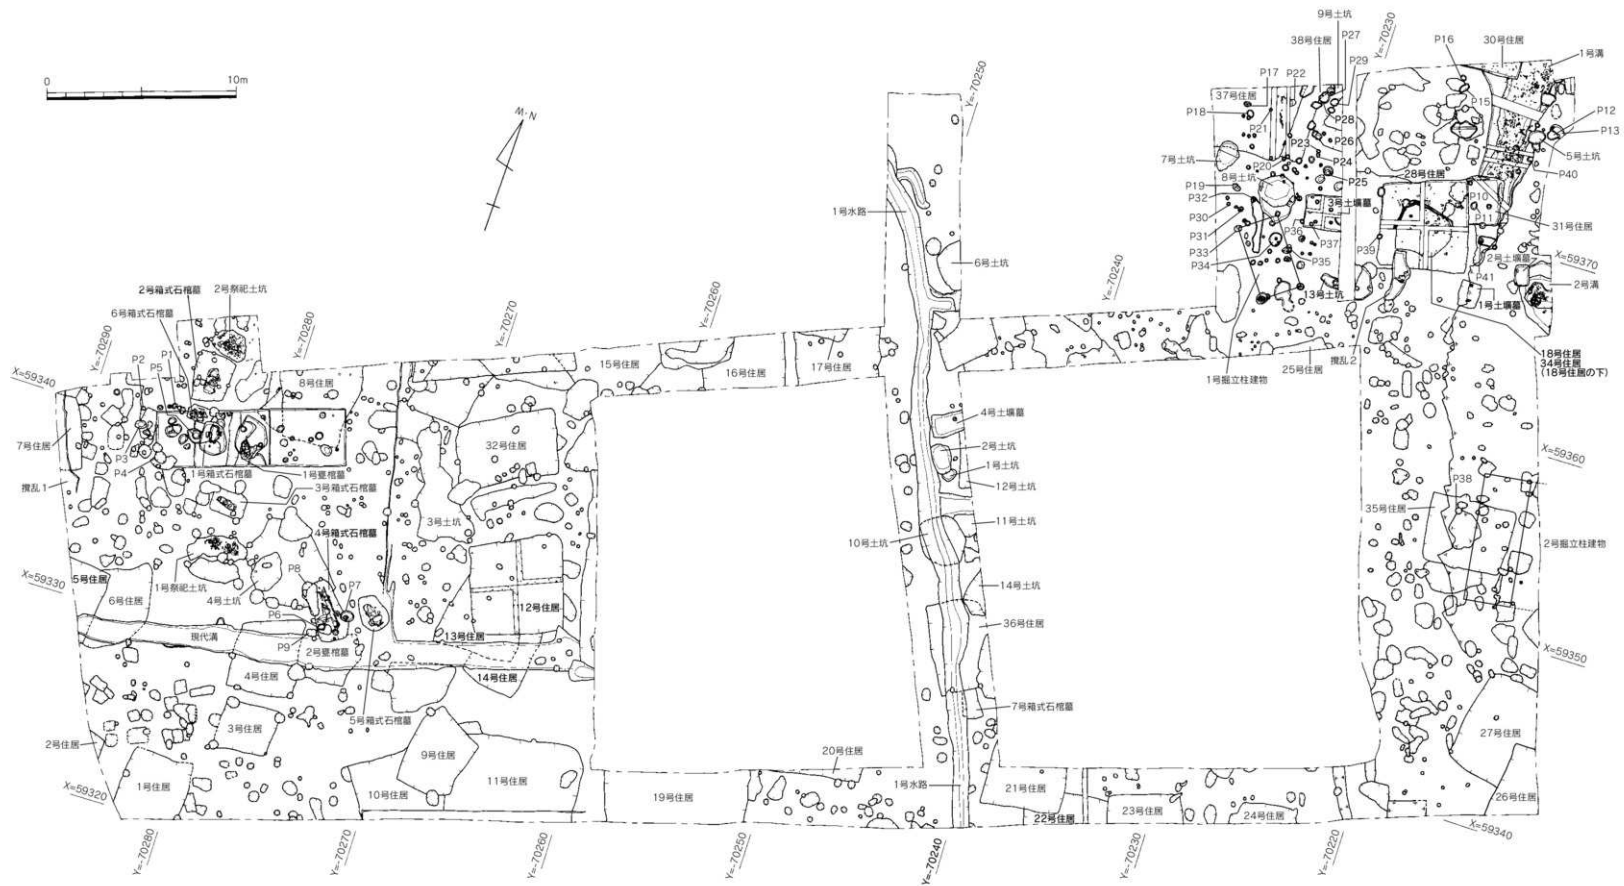 0 10m
M・N
9号土坑
P27
38号住居
Y=-70230
P16
30号住居
1号溝
P29
P17
P22
37号住居
P18
P15
P28
P12
P21
P13
P26
P23
7号土坑
P24
5号土坑
P20
8号土坑
P25
28号住居
P40
P19
P32
3号土壙墓
P10
P30
P11
31号住居
P31
P36
P37
P39
P33
P34
P35
2号土壙墓
X=59370
P41
13号土坑
1号土壙墓
2号溝
Y=-70250
1号水路
6号土坑
Y=-70240
1号掘立柱建物
25号住居
撹乱2
18号住居
34号住居
(18号住居の下)
2号箱式石棺墓
2号祭祀土坑
6号箱式石棺墓
Y=-70260
Y=-70270
Y=-70280
Y=-70290
P1
P2
P5
X=59340
8号住居
15号住居
16号住居
17号住居
7号住居
P3
P4
32号住居
4号土壙墓
2号土坑
1号土坑
12号土坑
X=59360
1号箱式石棺墓
1号甕棺墓
撹乱1
3号箱式石棺墓
3号土坑
11号土坑
10号土坑
P38
35号住居
2号掘立柱建物
4号箱式石棺墓
1号祭祀土坑
P8
P7
4号土坑
X=59330
5号住居
6号住居
12号住居
14号土坑
P6
現代溝
13号住居
36号住居
P9
2号甕棺墓
X=59350
4号住居
14号住居
7号箱式石棺墓
5号箱式石棺墓
3号住居
2号住居
27号住居
9号住居
20号住居
X=59320
1号住居
10号住居
11号住居
19号住居
1号水路
21号住居
22号住居
23号住居
24号住居
26号住居
X=59340
Y=-70280
Y=-70270
Y=-70260
Y=-70250
Y=-70240
Y=-70230
Y=-70220